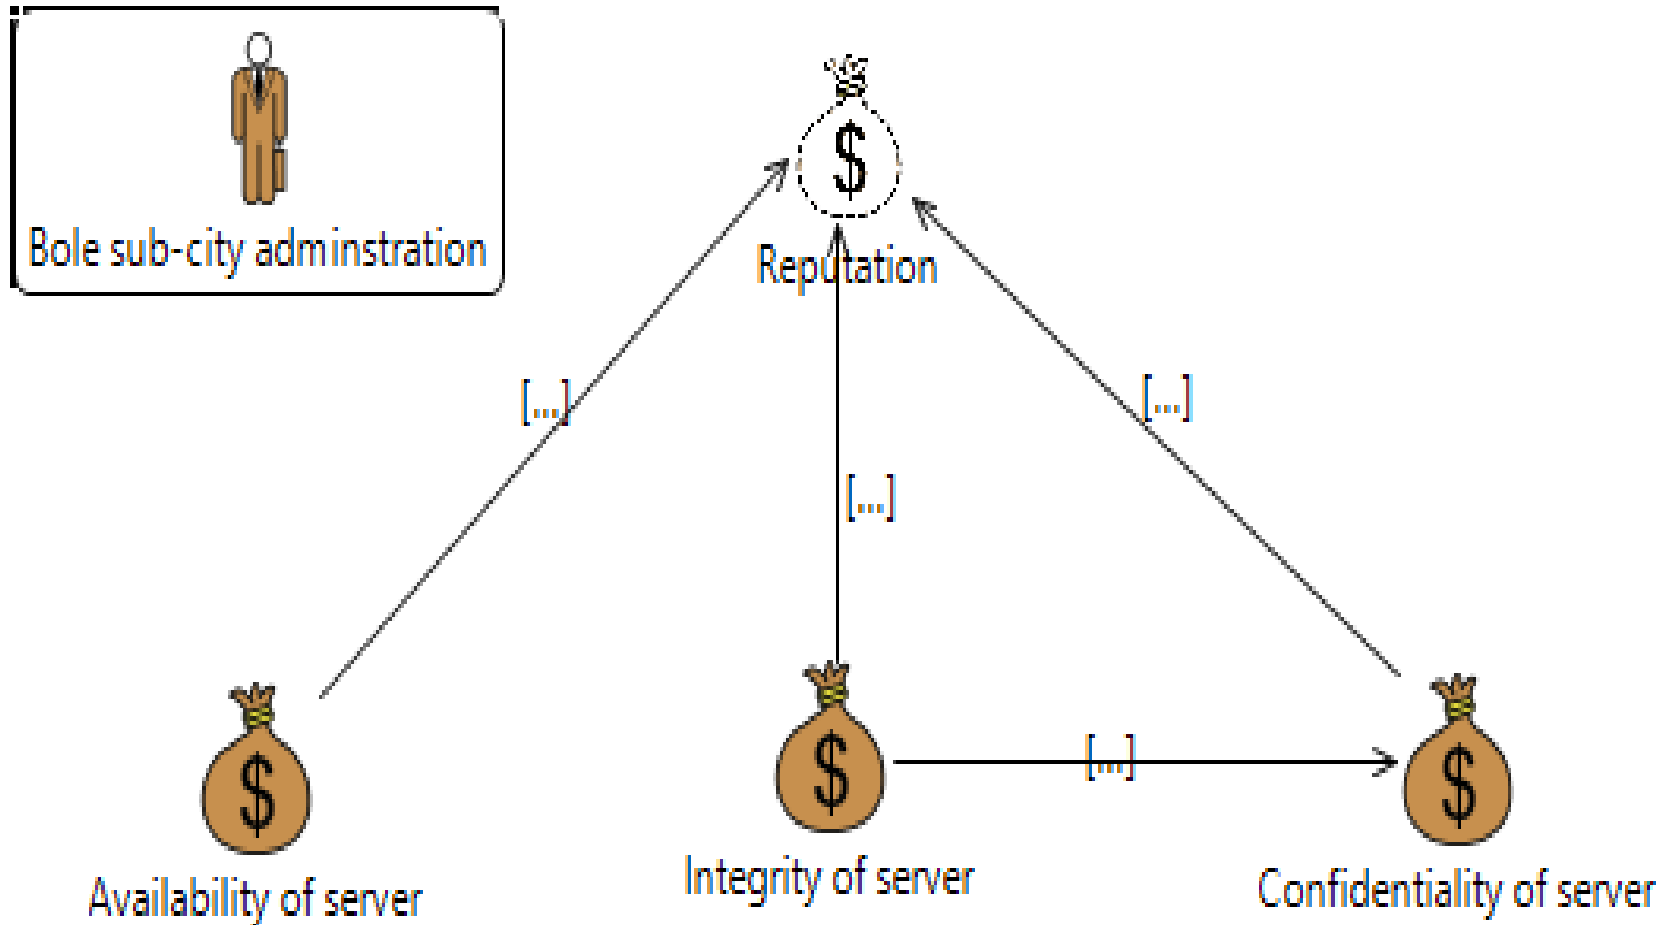 Bole sub-city adminstration
$
Reputation
[...]
[...]
[...]
[...]
$
$
$
Availability of server
Integrity of server
Confidentiality of server